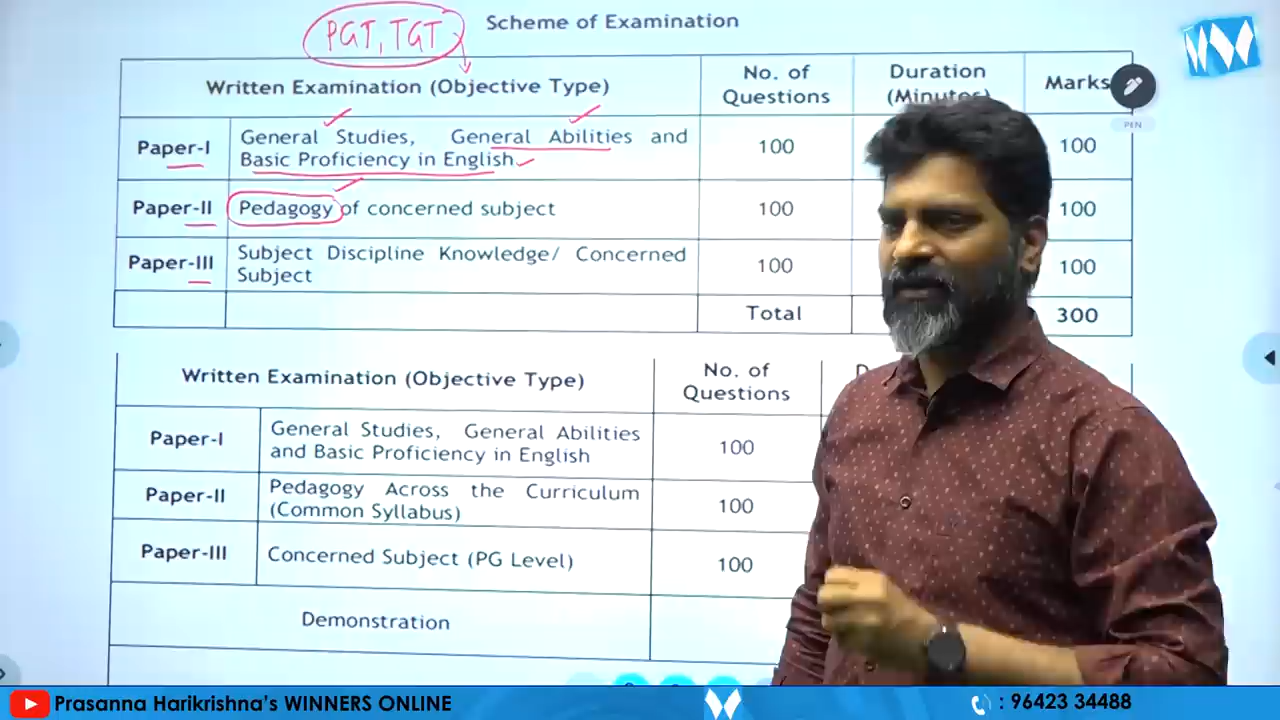 PGT, TGT
Scheme of Examination
Written Examination (Objective Type)
No. of
Questions
Duration
(Minutes)
Marks
PEN
Paper-I
General Studies, General Abilities and
Basic Proficiency in English
100
100
Paper-II
Pedagogy of concerned subject
100
100
Paper-III
Subject Discipline Knowledge/ Concerned
Subject
100
100
Total
300
Written Examination (Objective Type)
No. of
Questions
Paper-I
General Studies, General Abilities
and Basic Proficiency in English
100
Paper-II
Pedagogy Across the Curriculum
(Common Syllabus)
100
Paper-III
Concerned Subject (PG Level)
100
Demonstration
Prasanna Harikrishna's WINNERS ONLINE
: 96423 34488